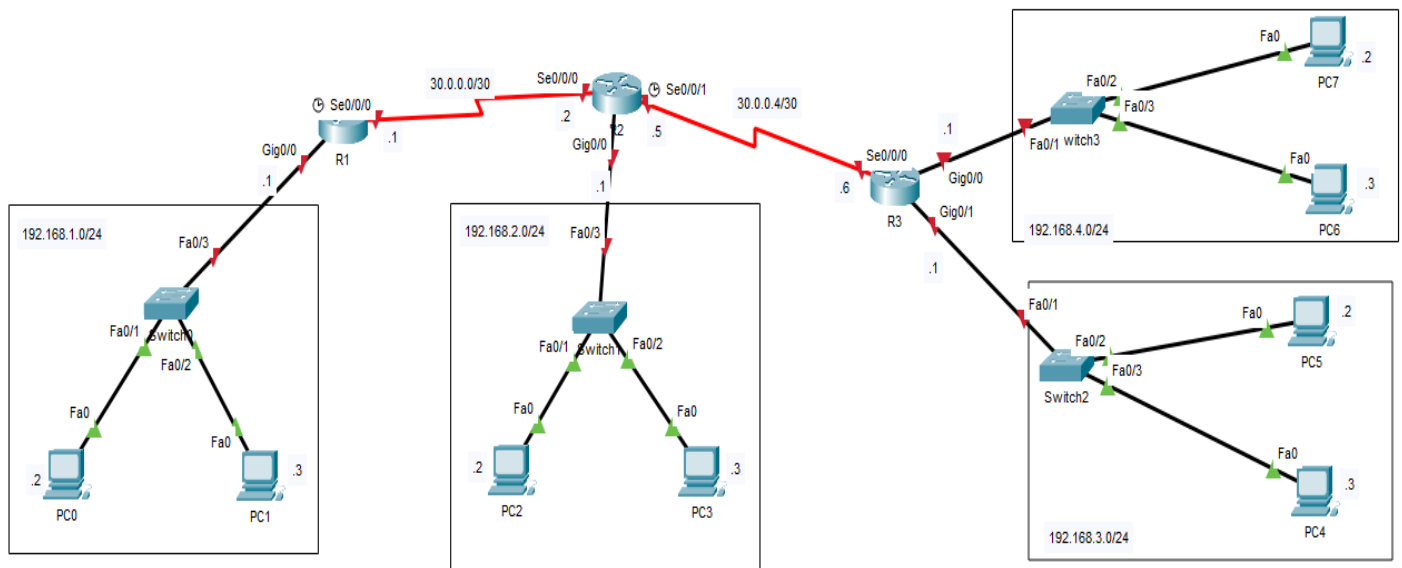 30.0.0.0/30
Se0/0/0
Se0/0/1
Se0/0/0
.1
R1
.2
R2
.5
30.0.0.4/30
Gig0/0
.1
Gig0/0
.1
Se0/0/0
.6
R3
.1
Gig0/0
Gig0/1
.1
192.168.1.0/24
Fa0/3
Switch0
Fa0/1
Fa0/2
Fa0
Fa0
.2
.3
PC0
PC1
192.168.2.0/24
Fa0/3
Switch1
Fa0/1
Fa0/2
Fa0
Fa0
.2
.3
PC2
PC3
Fa0
.2
PC7
Fa0/2
Fa0/3
Fa0/1
witch3
Fa0
.3
PC6
192.168.4.0/24
Fa0/1
Fa0/2
Fa0/3
Switch2
Fa0
.2
PC5
Fa0
.3
PC4
192.168.3.0/24